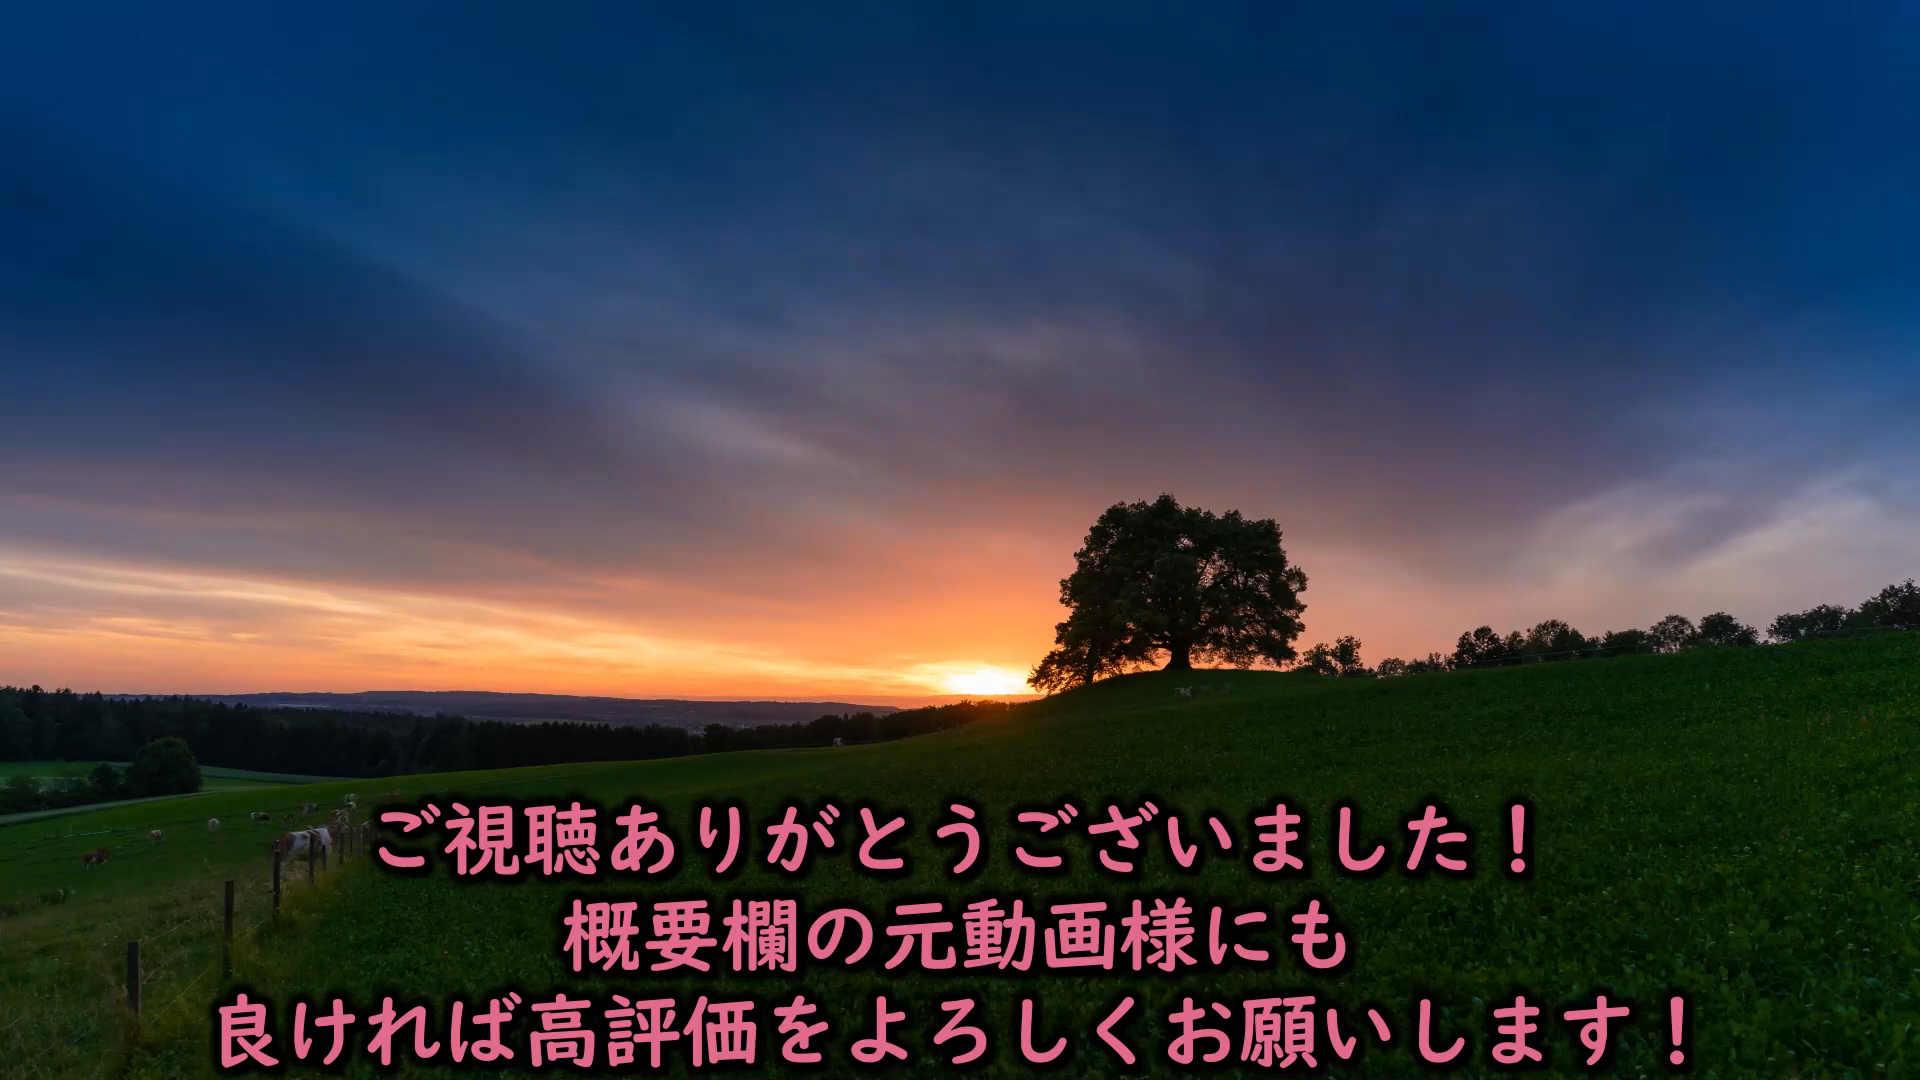 ご視聴ありがとうございました！
概要欄の元動画様にも
良ければ高評価をよろしくお願いします！